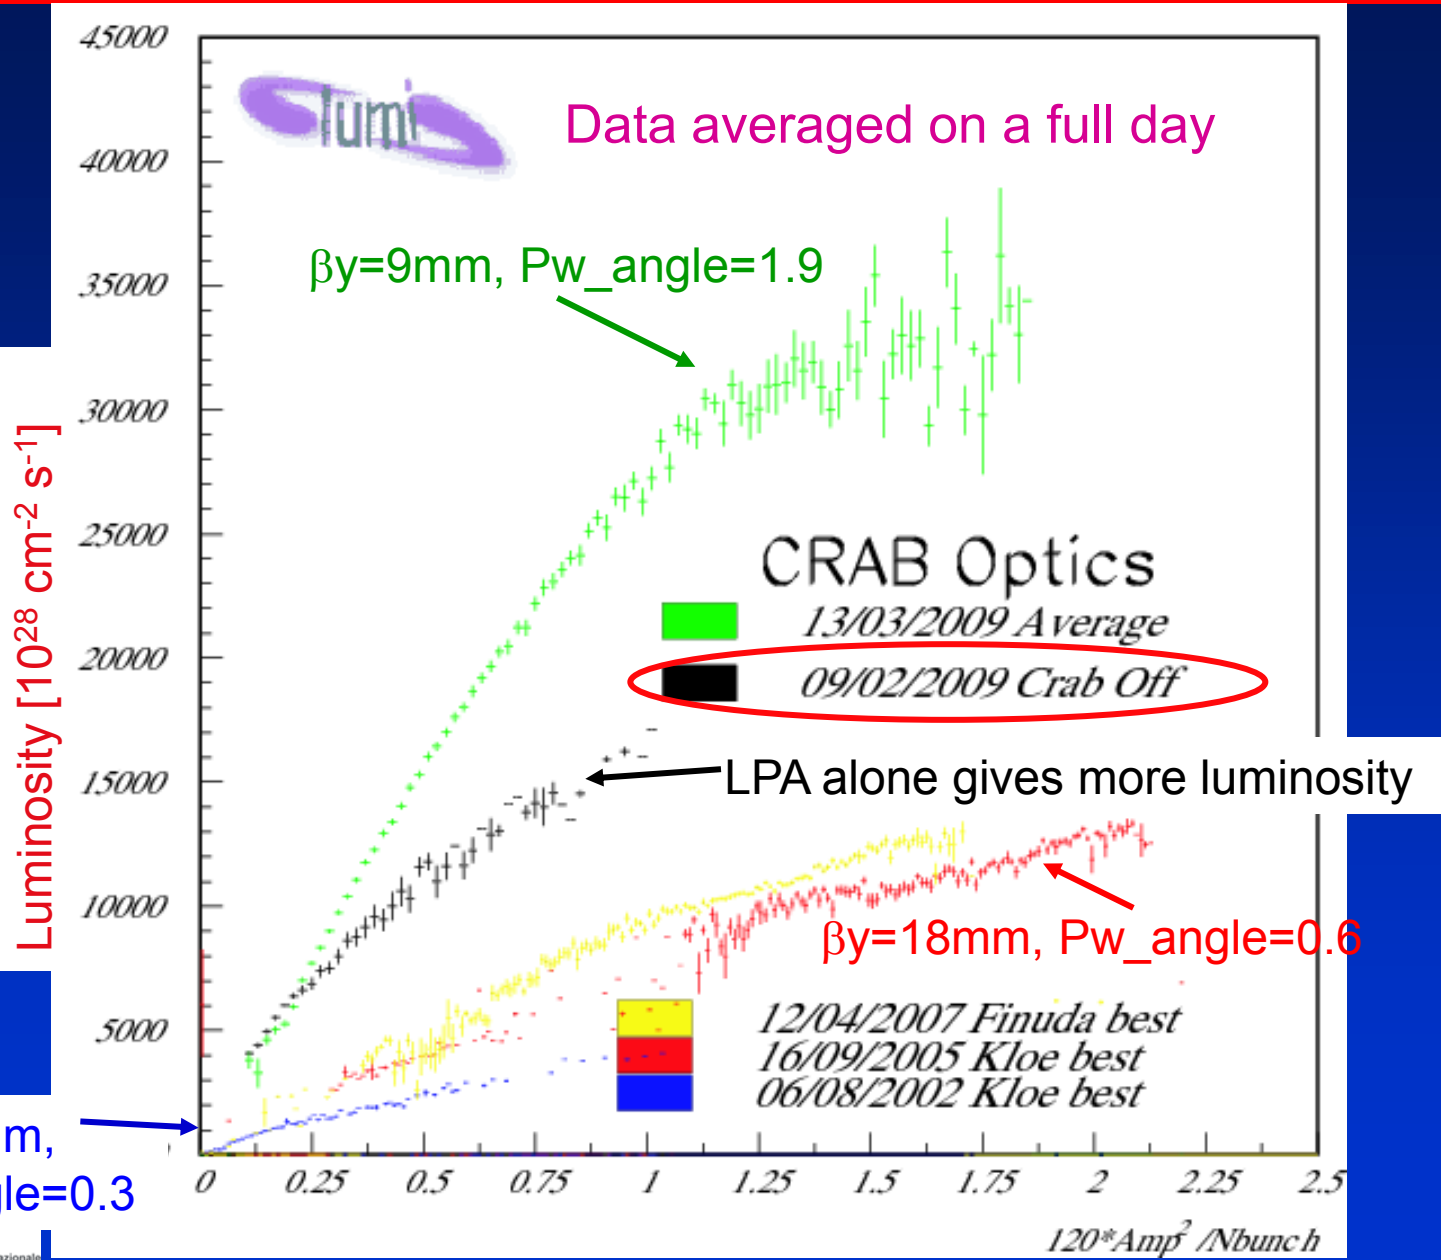 45000
lumi
Data averaged on a full day
40000
βy=9mm, Pw_angle=1.9
35000
30000
Luminosity [10²⁸ cm⁻² s⁻¹]
25000
CRAB Optics
13/03/2009 Average
20000
09/02/2009 Crab Off
15000
LPA alone gives more luminosity
10000
βy=18mm, Pw_angle=0.6
5000
12/04/2007 Finuda best
16/09/2005 Kloe best
06/08/2002 Kloe best
m,
gle=0.3
0 0.25 0.5 0.75 1 1.25 1.5 1.75 2 2.25 2.5
120*Amp² /Nbunch
azionale